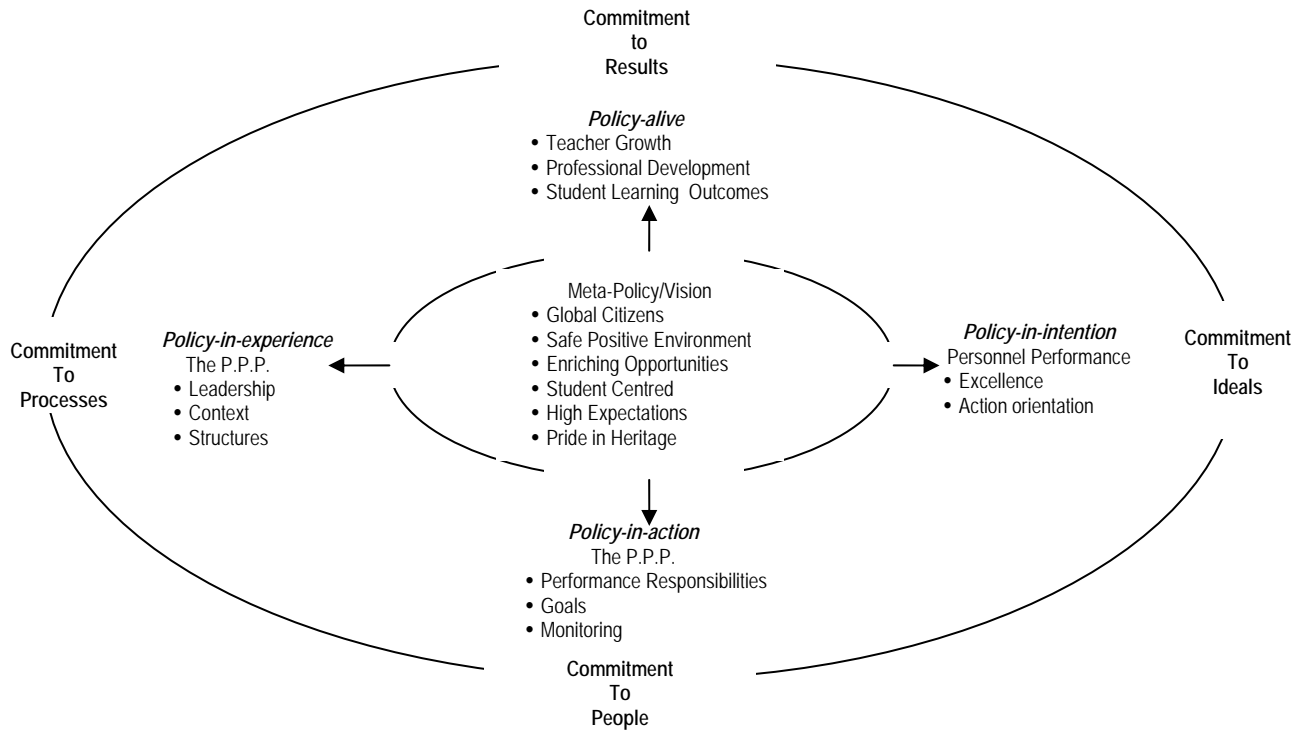 Commitment
to
Results
Policy-alive
• Teacher Growth
• Professional Development
• Student Learning Outcomes
Meta-Policy/Vision
• Global Citizens
• Safe Positive Environment
• Enriching Opportunities
• Student Centred
• High Expectations
• Pride in Heritage
Policy-in-experience
The P.P.P.
• Leadership
• Context
• Structures
Commitment
To
Processes
Policy-in-intention
Personnel Performance
• Excellence
• Action orientation
Commitment
To
Ideals
Policy-in-action
The P.P.P.
• Performance Responsibilities
• Goals
• Monitoring
Commitment
To
People